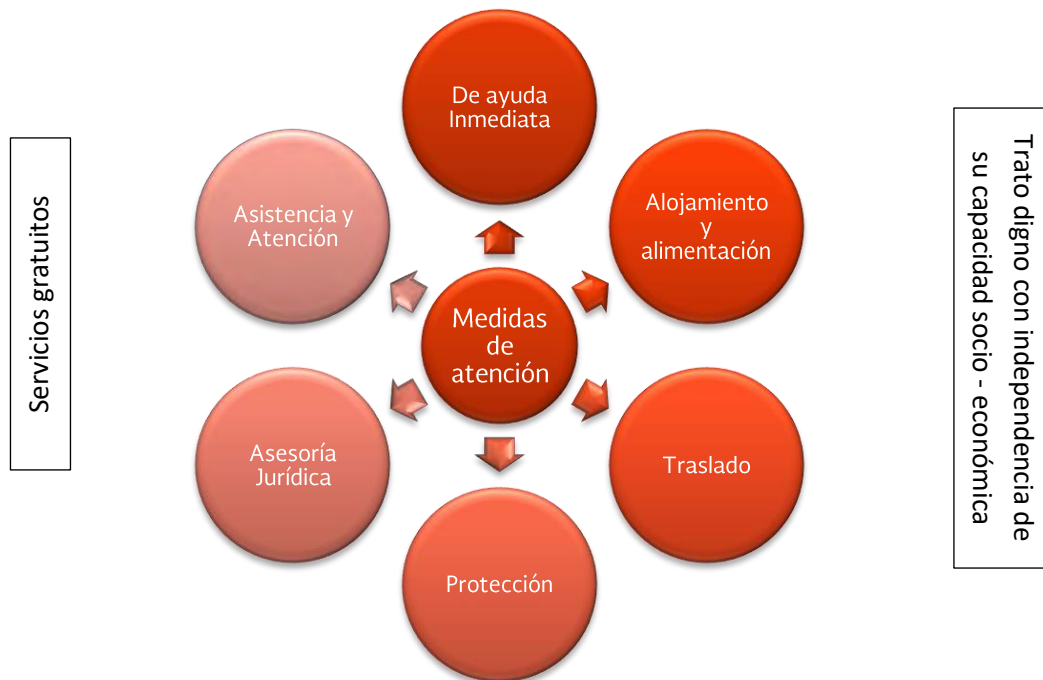 De ayuda
Inmediata
Alojamiento
y
alimentación
Traslado
Protección
Asesoría
Jurídica
Asistencia y
Atención
Medidas
de
atención
Servicios gratuitos
Trato digno con independencia de
su capacidad socio - económica